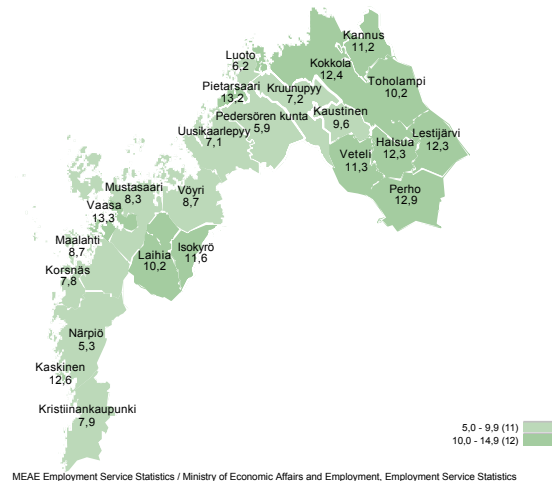 Kannus
11,2
Luoto
6,2
Kokkola
12,4
Toholampi
10,2
Pietarsaari
13,2
Kruunupyy
7,2
Kaustinen
9,6
Pedersören kunta
5,9
Uusikaarlepyy
7,1
Lestijärvi
12,3
Halsua
12,3
Veteli
11,3
Perho
12,9
Mustasaari
8,3
Vöyri
8,7
Vaasa
13,3
Maalahti
8,7
Isokyrö
11,6
Laihia
10,2
Korsnäs
7,8
Närpiö
5,3
Kaskinen
12,6
Kristiinankaupunki
7,9
5,0 - 9,9 (11)
10,0 - 14,9 (12)
MEAE Employment Service Statistics / Ministry of Economic Affairs and Employment, Employment Service Statistics